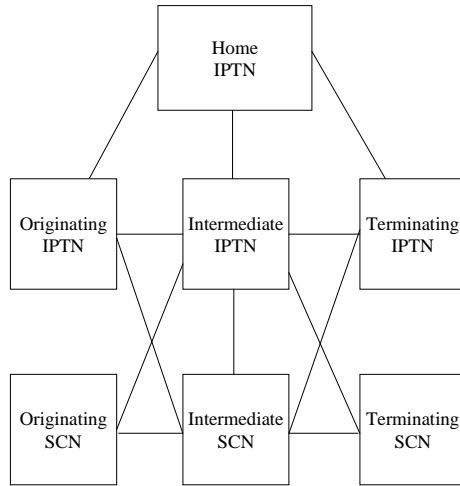 Home
IPTN
Originating
IPTN
Intermediate
IPTN
Terminating
IPTN
Originating
SCN
Intermediate
SCN
Terminating
SCN